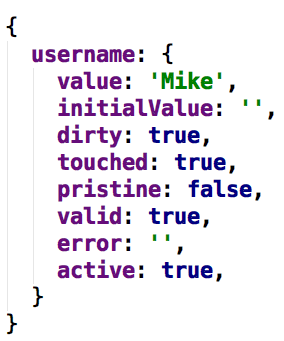 {
  username: {
    value: 'Mike',
    initialValue: '',
    dirty: true,
    touched: true,
    pristine: false,
    valid: true,
    error: '',
    active: true,
  }
}